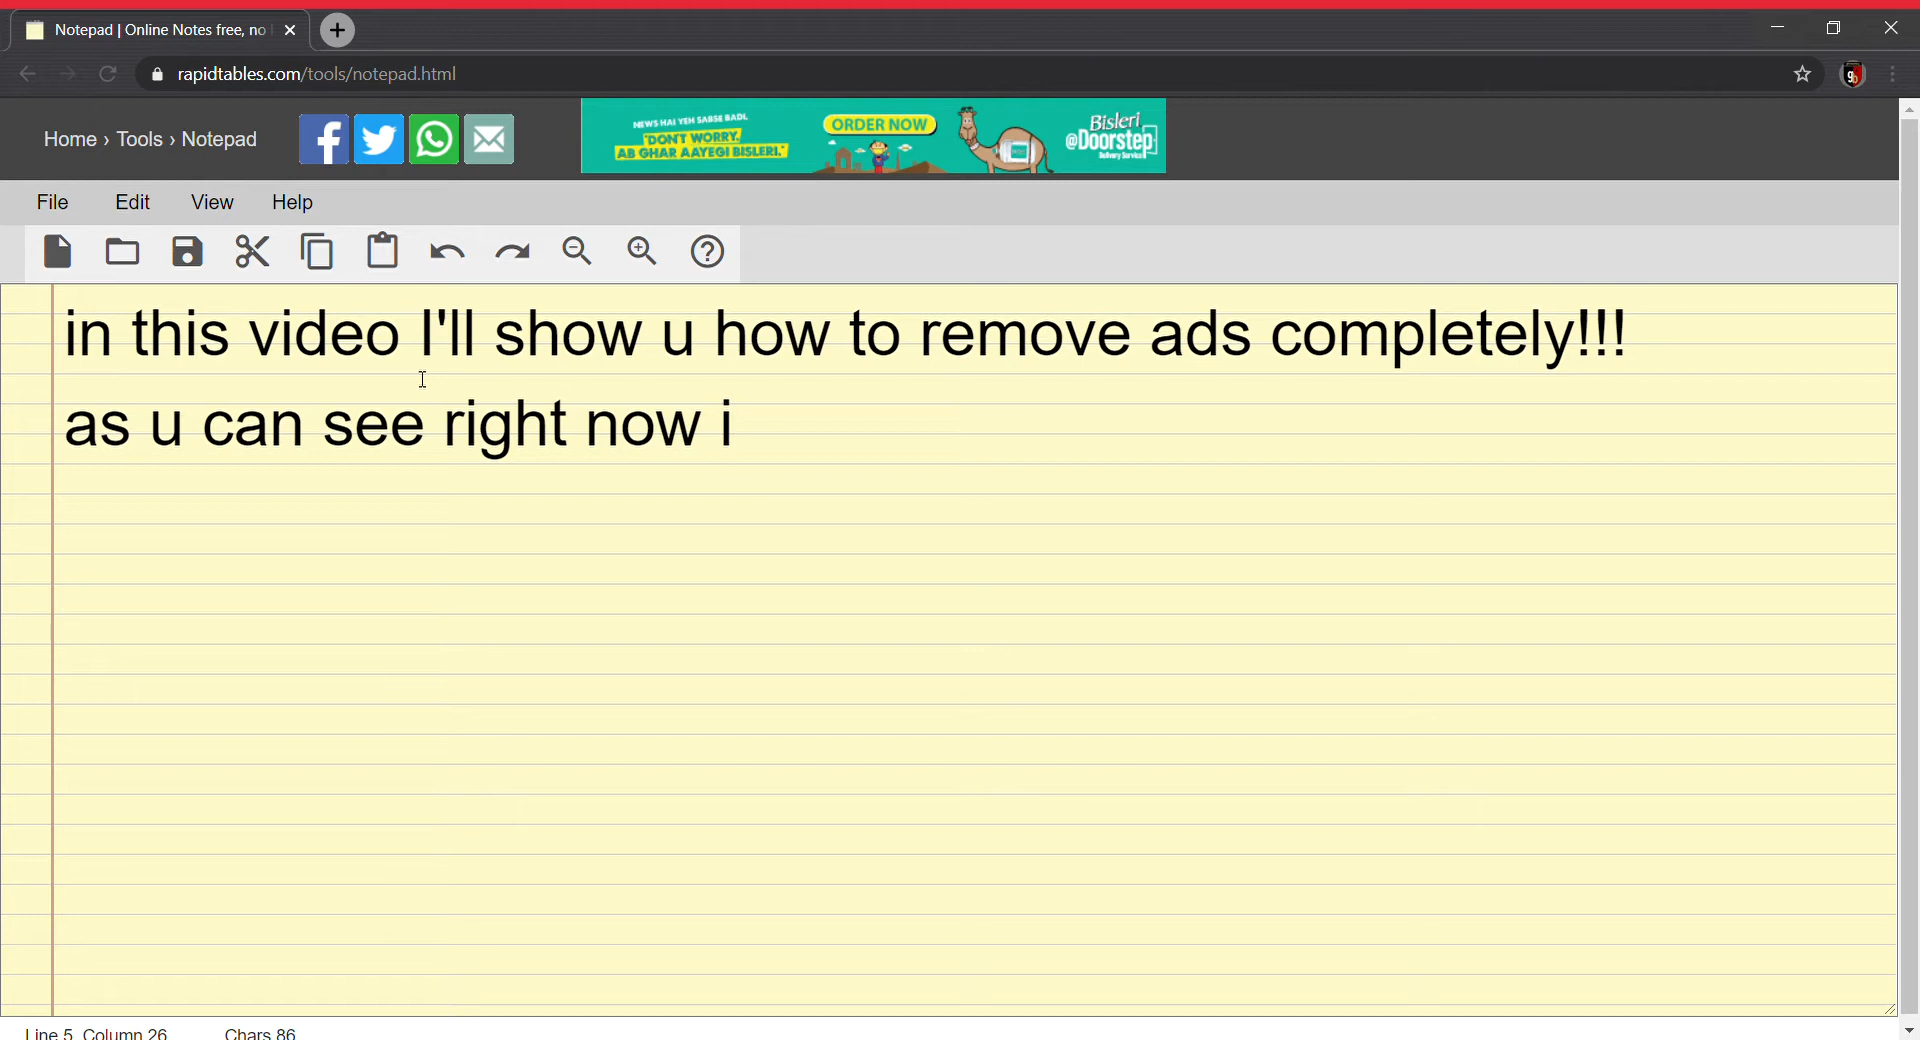 Notepad | Online Notes free, no
rapidtables.com/tools/notepad.html
Home › Tools › Notepad
NEWS HAI YEH SABSE BADI,
"DON'T WORRY,
AB GHAR AAYEGI BISLERI."
ORDER NOW
Bisleri
@Doorstep
Delivery Service
File Edit View Help
in this video I'll show u how to remove ads completely!!!
as u can see right now i
Line 5, Column 26 Chars 86